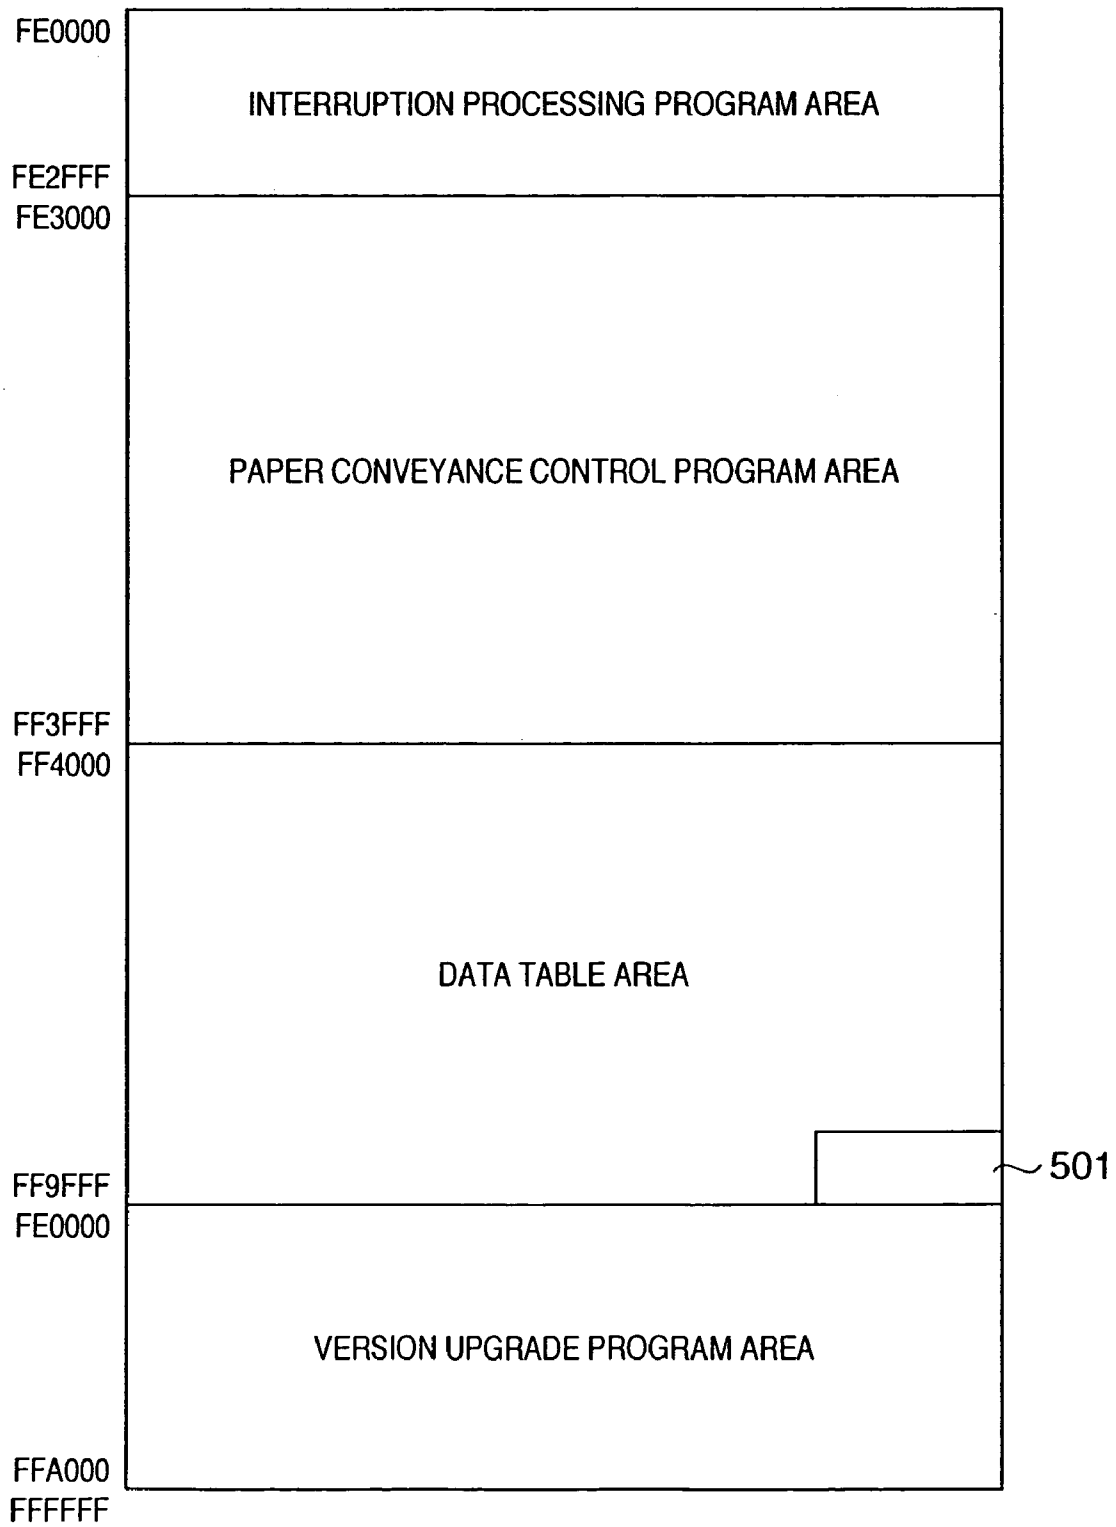 FE0000
INTERRUPTION PROCESSING PROGRAM AREA
FE2FFF
FE3000
PAPER CONVEYANCE CONTROL PROGRAM AREA
FF3FFF
FF4000
DATA TABLE AREA
501
FF9FFF
FE0000
VERSION UPGRADE PROGRAM AREA
FFA000
FFFFFF